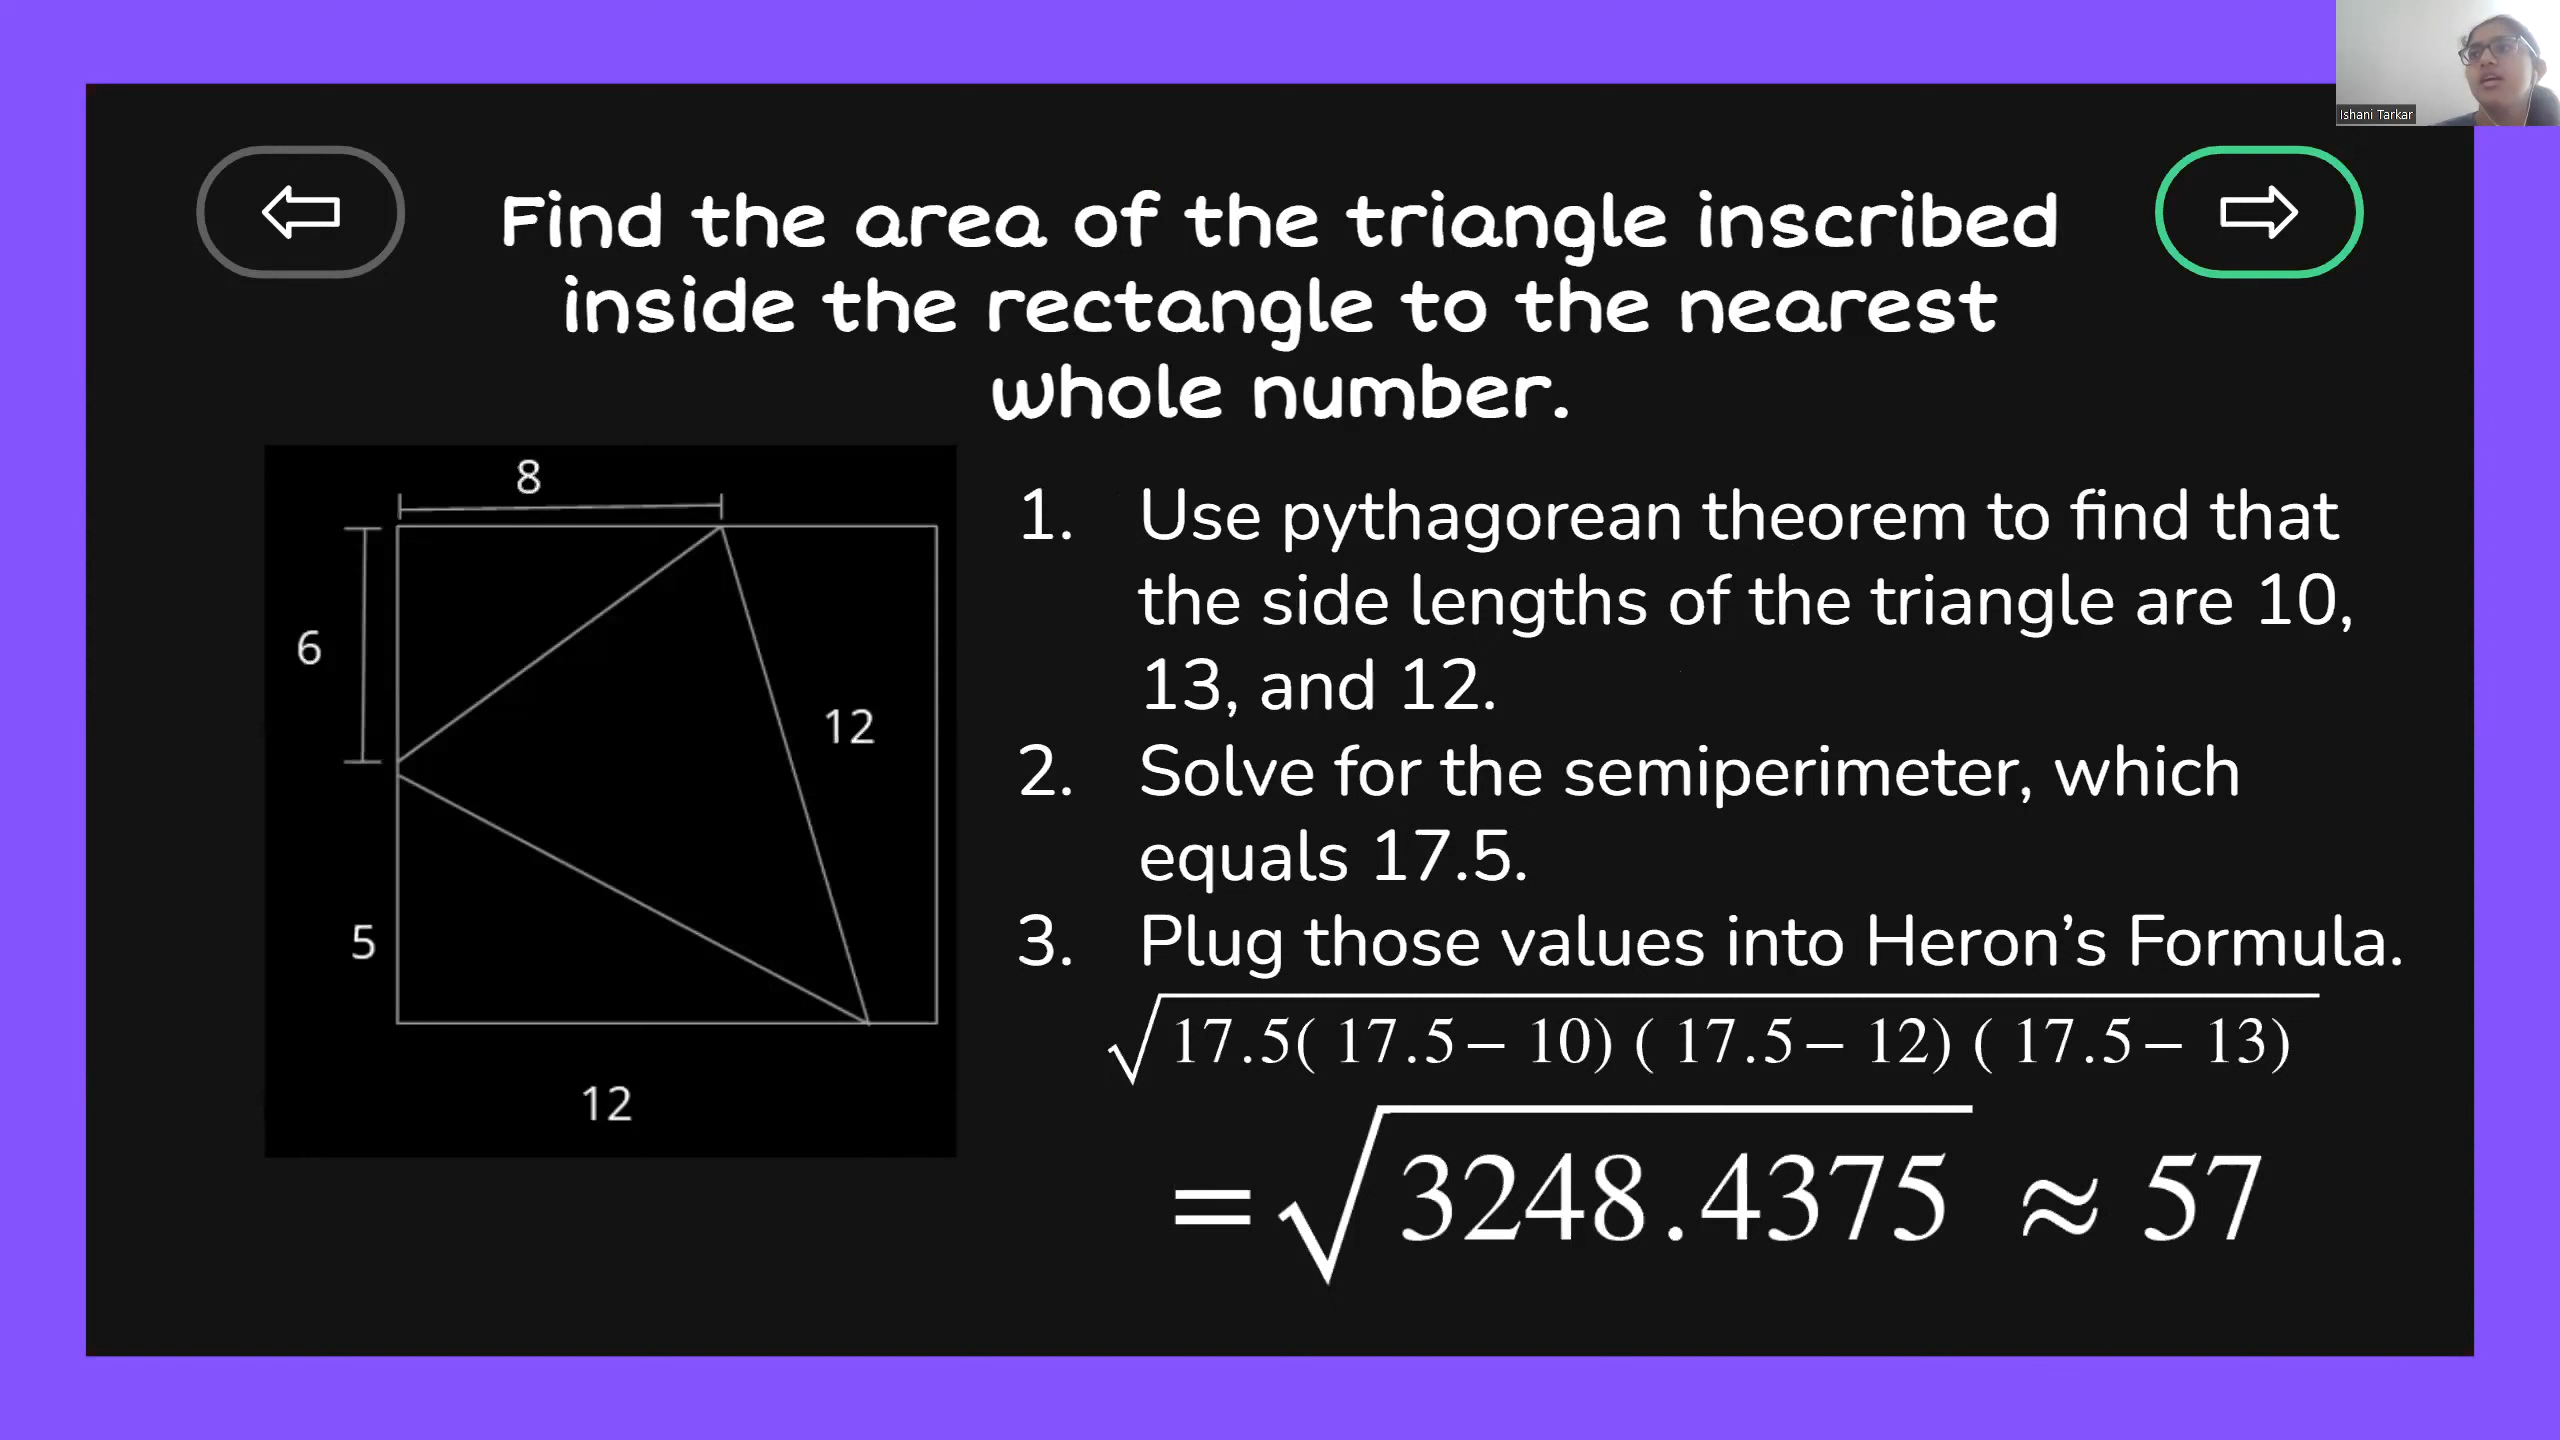 Ishani Tarkar
Find the area of the triangle inscribed
inside the rectangle to the nearest
whole number.
8
6
12
5
12
1. Use pythagorean theorem to find that
the side lengths of the triangle are 10,
13, and 12.
2. Solve for the semiperimeter, which
equals 17.5.
3. Plug those values into Heron’s Formula.
√17.5( 17.5 − 10) ( 17.5 − 12) ( 17.5 − 13)
= √3248.4375 ≈ 57